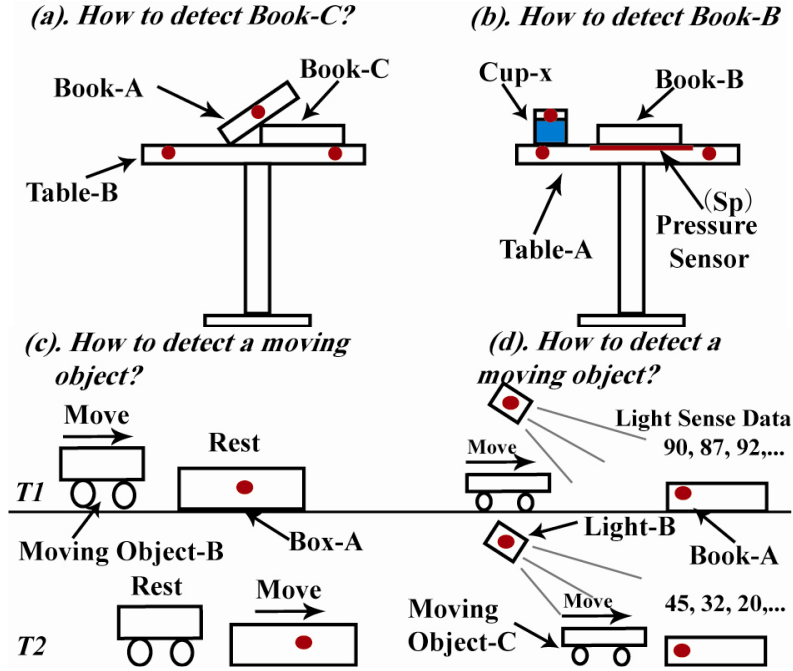 (a). How to detect Book-C?
Book-A
Book-C
Table-B
(b). How to detect Book-B
Cup-x
Book-B
(Sp)
Pressure
Sensor
Table-A
(c). How to detect a moving
object?
Move
Rest
T1
Moving Object-B
Box-A
Rest
Move
T2
(d). How to detect a
moving object?
Light Sense Data
90, 87, 92,...
Move
Light-B
Book-A
45, 32, 20,...
Move
Moving
Object-C